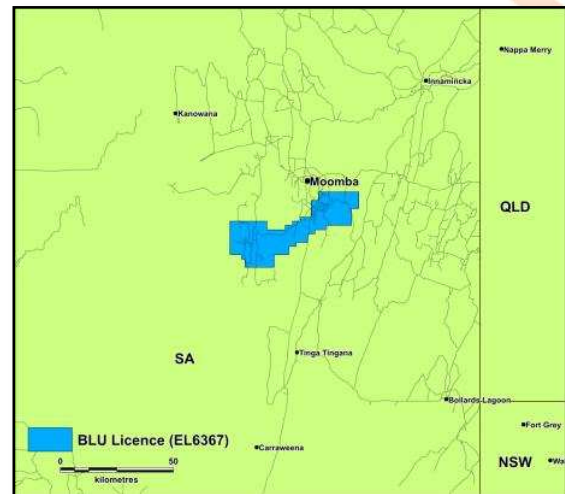 Nappa Merry
Innamincka
Kanowana
Moomba
QLD
SA
Tinga Tingana
Bollards Lagoon
Fort Grey
BLU Licence (EL6367)
Carraweena
NSW
Wa
0 50
kilometres